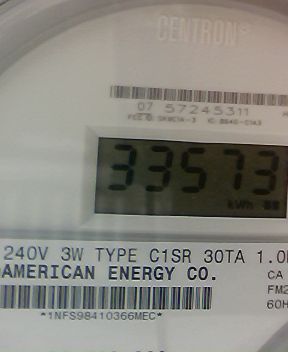 CENTRON®
07 57245311
33573
kWh
240V 3W TYPE C1SR 30TA 1.0
AMERICAN ENERGY CO.
CA
FM2
60H
*1NFS98410366MEC*